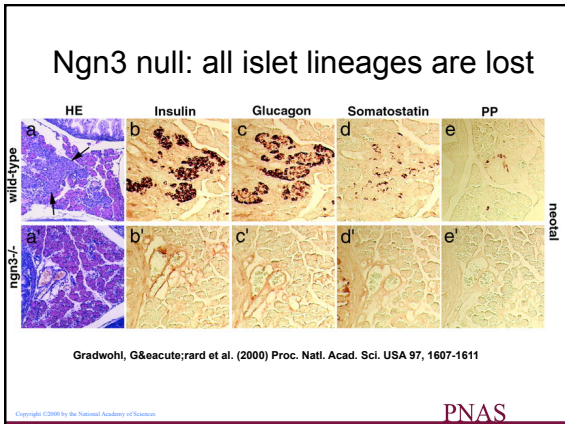 Ngn3 null: all islet lineages are lost
HE Insulin Glucagon Somatostatin PP
wild-type
a b c d e
ngn3-/-
a' b' c' d' e'
neotal
Gradwohl, G&eacute;rard et al. (2000) Proc. Natl. Acad. Sci. USA 97, 1607-1611
Copyright ©2000 by the National Academy of Sciences
PNAS